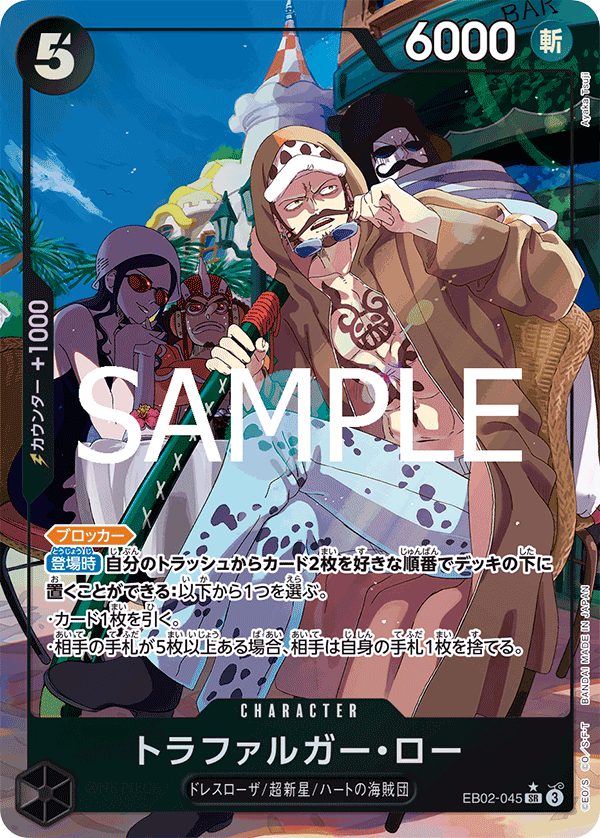 BAR
5
6000
斬
Ayaka Tsuji
カウンター +1000
SAMPLE
ブロッカー
登場時 自分のトラッシュからカード2枚を好きな順番でデッキの下に
置くことができる:以下から1つを選ぶ。
・カード1枚を引く。
・相手の手札が5枚以上ある場合、相手は自身の手札1枚を捨てる。
CHARACTER
トラファルガー・ロー
ドレスローザ/超新星/ハートの海賊団
EB02-045 SR 3
©E.O/S ©O/S・F・T BANDAI MADE IN JAPAN